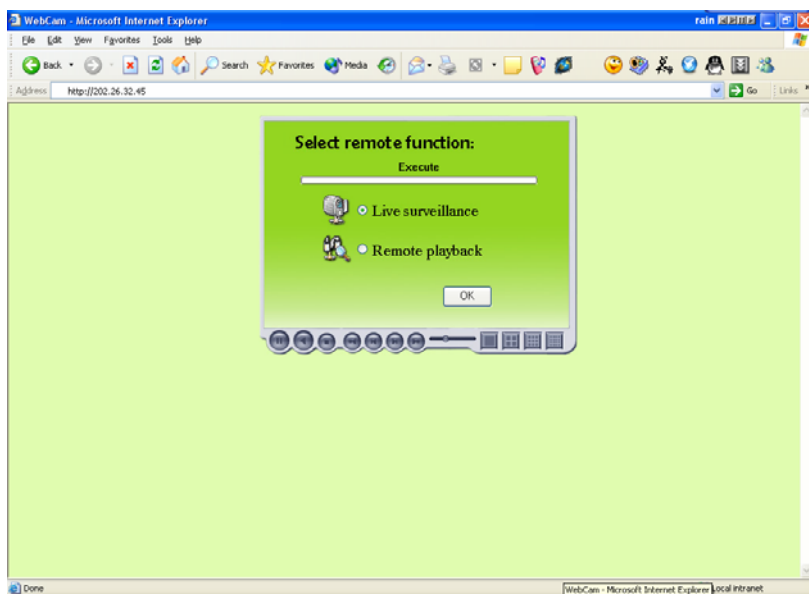 WebCam - Microsoft Internet Explorer
rain
File Edit View Favorites Tools Help
Back Search Favorites Media
Address http://202.26.32.45 Go Links
Select remote function:
Execute
Live surveillance
Remote playback
OK
Done WebCam - Microsoft Internet Explorer Local intranet